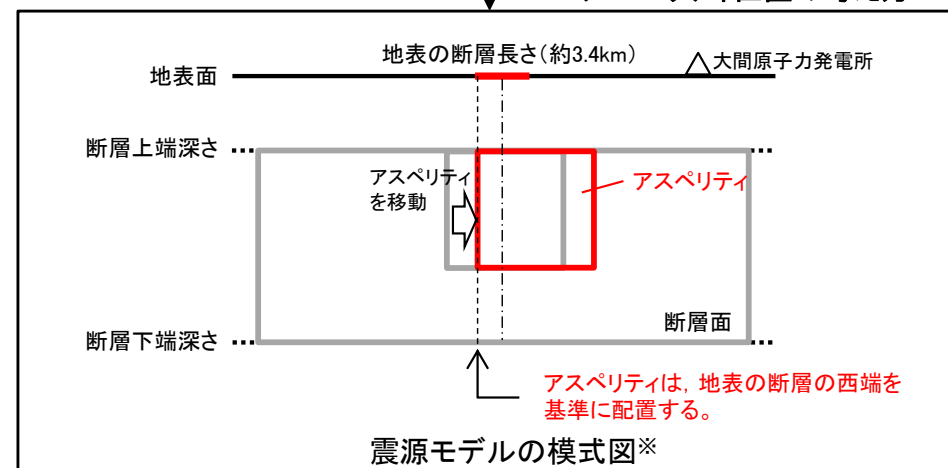 地表の断層長さ(約3.4km)
地表面
△大間原子力発電所
断層上端深さ
アスペリティ
を移動
アスペリティ
断層面
断層下端深さ
アスペリティは，地表の断層の西端を
基準に配置する。
震源モデルの模式図※